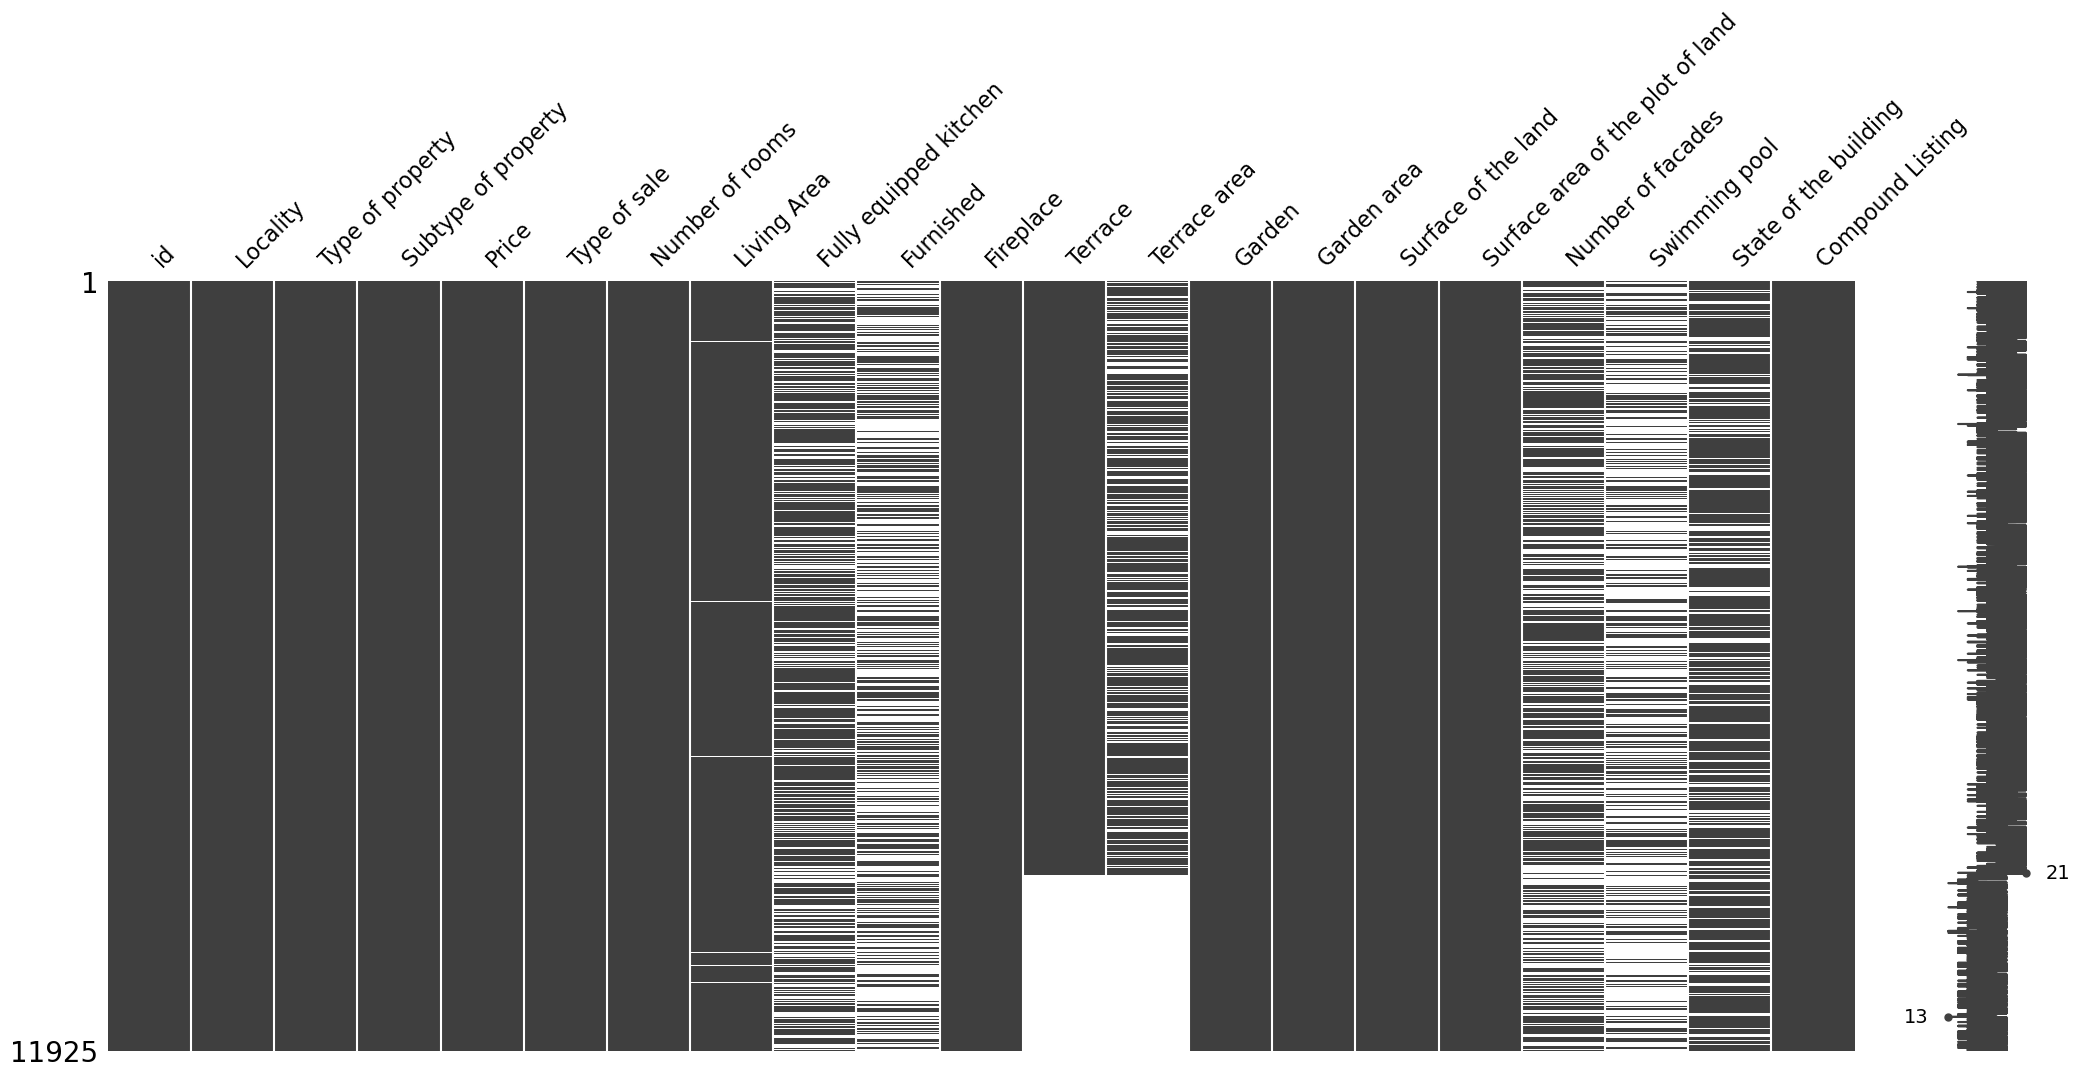 id
Locality
Type of property
Subtype of property
Price
Type of sale
Number of rooms
Living Area
Fully equipped kitchen
Furnished
Fireplace
Terrace
Terrace area
Garden
Garden area
Surface of the land
Surface area of the plot of land
Number of facades
Swimming pool
State of the building
Compound Listing
1
21
13
11925